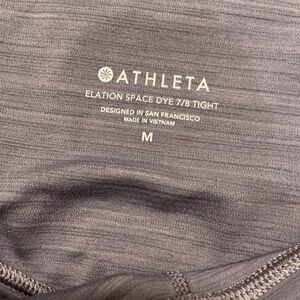 ATHLETA
ELATION SPACE DYE 7/8 TIGHT
DESIGNED IN SAN FRANCISCO
MADE IN VIETNAM
M